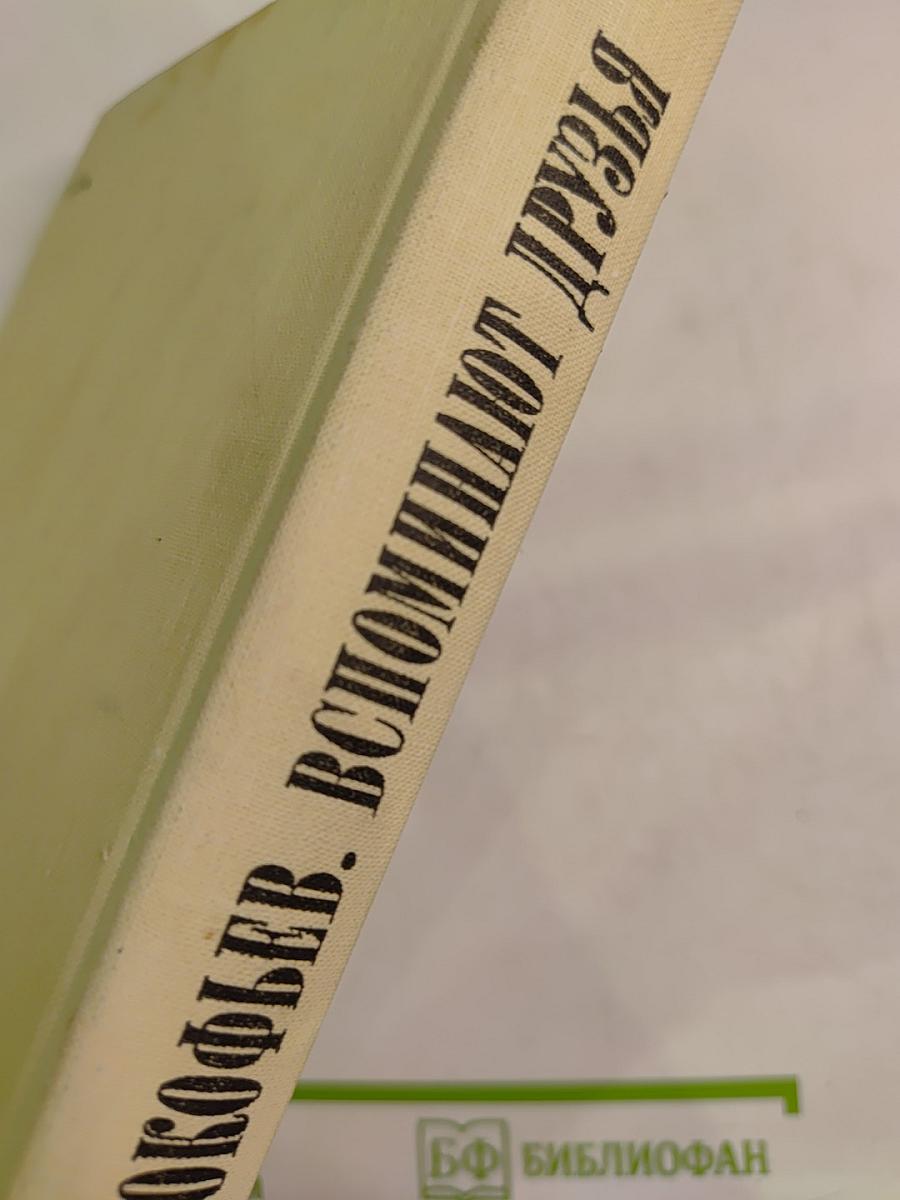 ОКОФЬЕВ. ВСПОМИНАЮТ ДРУЗЬЯ
БФ БИБЛИОФАН